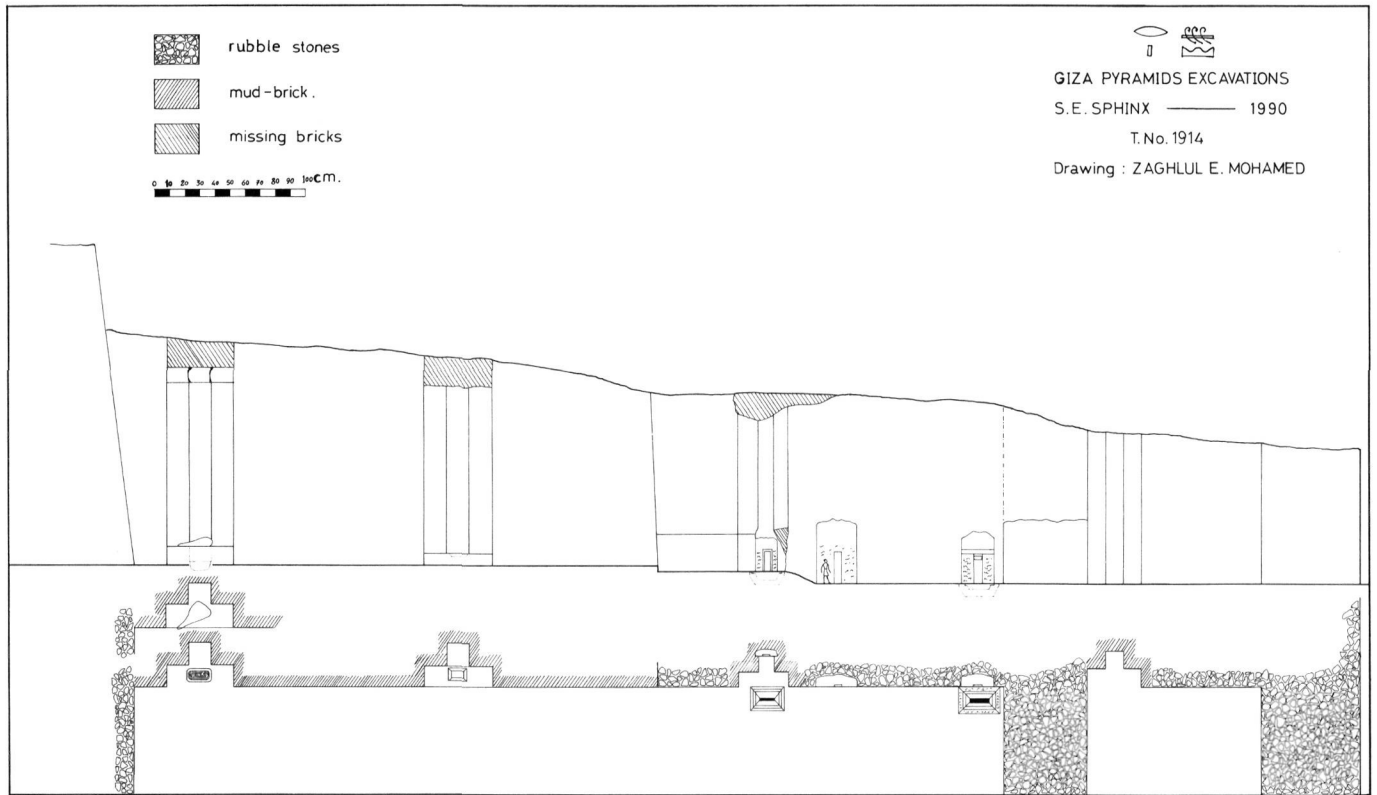 rubble stones
mud-brick.
missing bricks
0 10 20 30 40 50 60 70 80 90 100cm.
GIZA PYRAMIDS EXCAVATIONS
S.E. SPHINX —— 1990
T. No. 1914
Drawing : ZAGHLUL E. MOHAMED